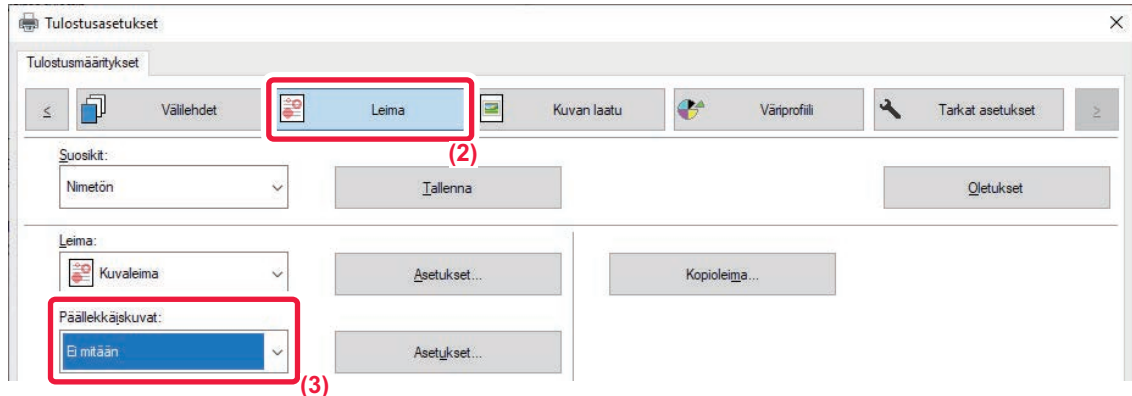 Tulostusasetukset
Tulostusmääritykset
≤ Välilehdet Leima Kuvan laatu Väriprofiili Tarkat asetukset ≥
(2)
Suosikit:
Nimetön Tallenna Oletukset
Leima:
Kuvaleima Asetukset... Kopioleima...
Päällekkäiskuvat:
Ei mitään Asetukset...
(3)